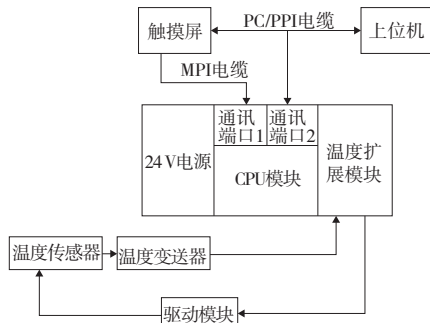 触摸屏
PC/PPI电缆
上位机
MPI电缆
通讯
端口1
通讯
端口2
24V电源
CPU模块
温度扩
展模块
温度传感器
温度变送器
驱动模块